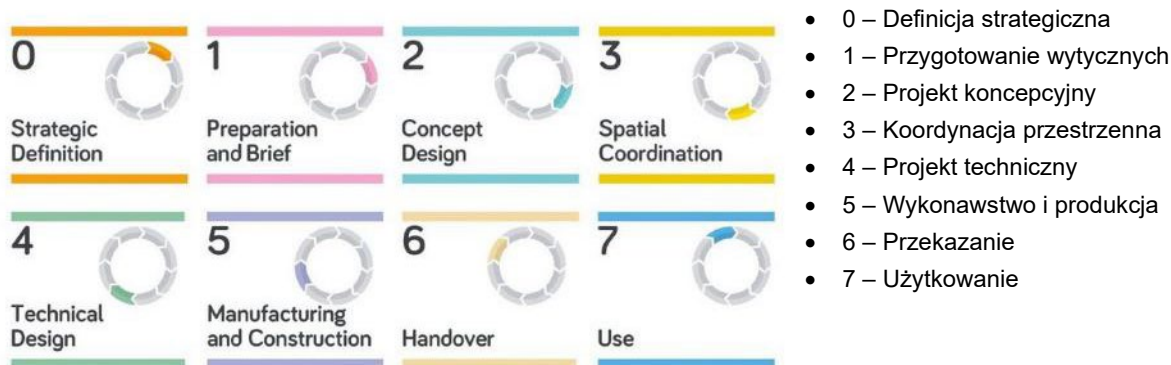 0
Strategic
Definition
1
Preparation
and Brief
2
Concept
Design
3
Spatial
Coordination
4
Technical
Design
5
Manufacturing
and Construction
6
Handover
7
Use
• 0 – Definicja strategiczna
• 1 – Przygotowanie wytycznych
• 2 – Projekt koncepcyjny
• 3 – Koordynacja przestrzenna
• 4 – Projekt techniczny
• 5 – Wykonawstwo i produkcja
• 6 – Przekazanie
• 7 – Użytkowanie